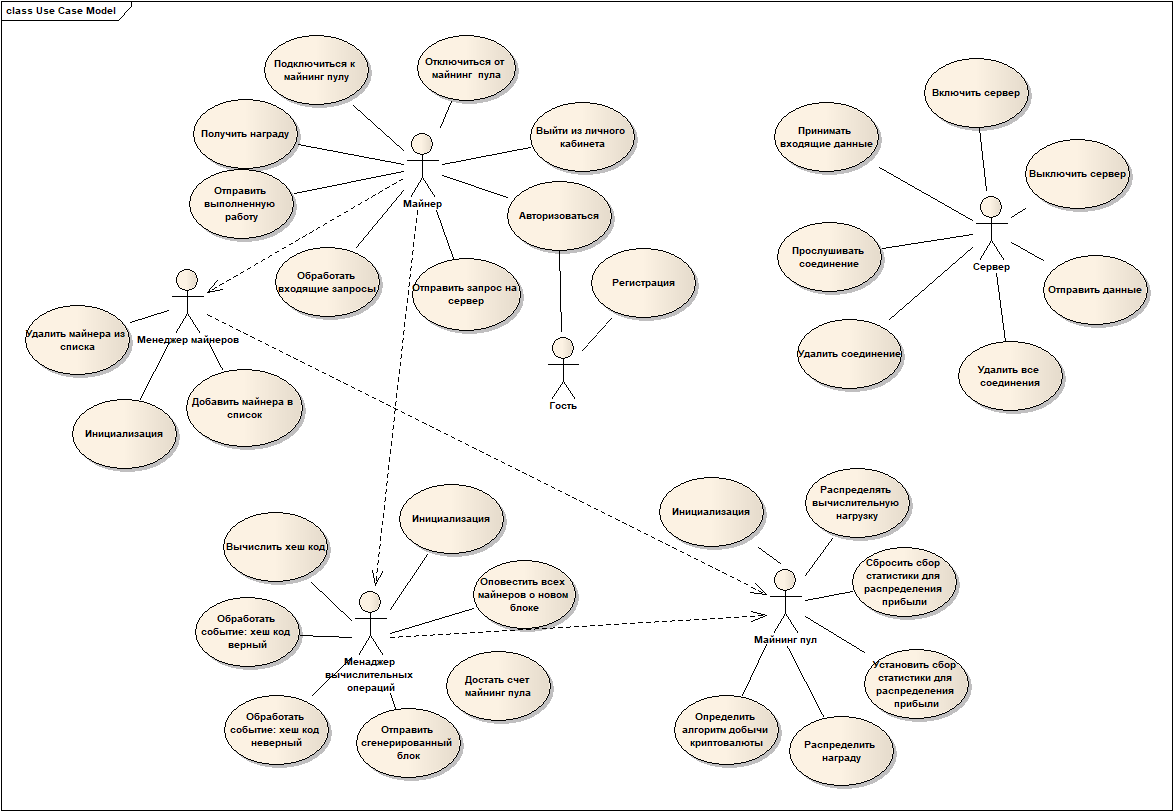 class Use Case Model
Подключиться к
майнинг пулу
Отключиться от
майнинг пула
Получить награду
Выйти из личного
кабинета
Отправить
выполненную
работу
Майнер
Авторизоваться
Обработать
входящие запросы
Отправить запрос на
сервер
Регистрация
Гость
Включить сервер
Принимать
входящие данные
Выключить сервер
Прослушивать
соединение
Сервер
Отправить данные
Удалить соединение
Удалить все
соединения
Удалить майнера из
списка
Менеджер майнеров
Инициализация
Добавить майнера в
список
Инициализация
Вычислить хеш код
Оповестить всех
майнеров о новом
блоке
Обработать
событие: хеш код
верный
Менаджер
вычислительных
операций
Достать счет
майнинг пула
Обработать
событие: хеш код
неверный
Отправить
сгенерированный
блок
Инициализация
Распределять
вычислительную
нагрузку
Сбросить сбор
статистики для
распределения
прибыли
Майнинг пул
Установить сбор
статистики для
распределения
прибыли
Определить
алгоритм добычи
криптовалюты
Распределить
награду